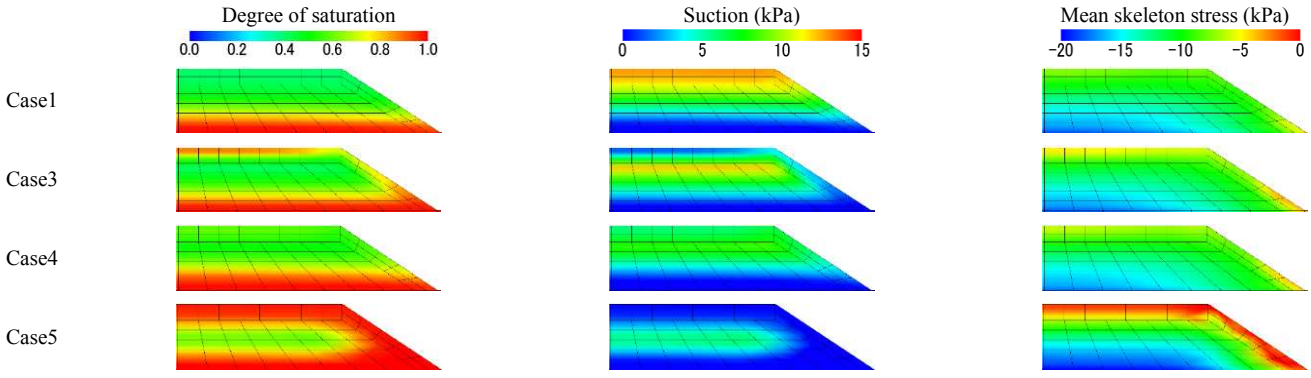 Degree of saturation Suction (kPa) Mean skeleton stress (kPa)
0.0 0.2 0.4 0.6 0.8 1.0 0 5 10 15 −20 −15 −10 −5 0
Case1
Case3
Case4
Case5